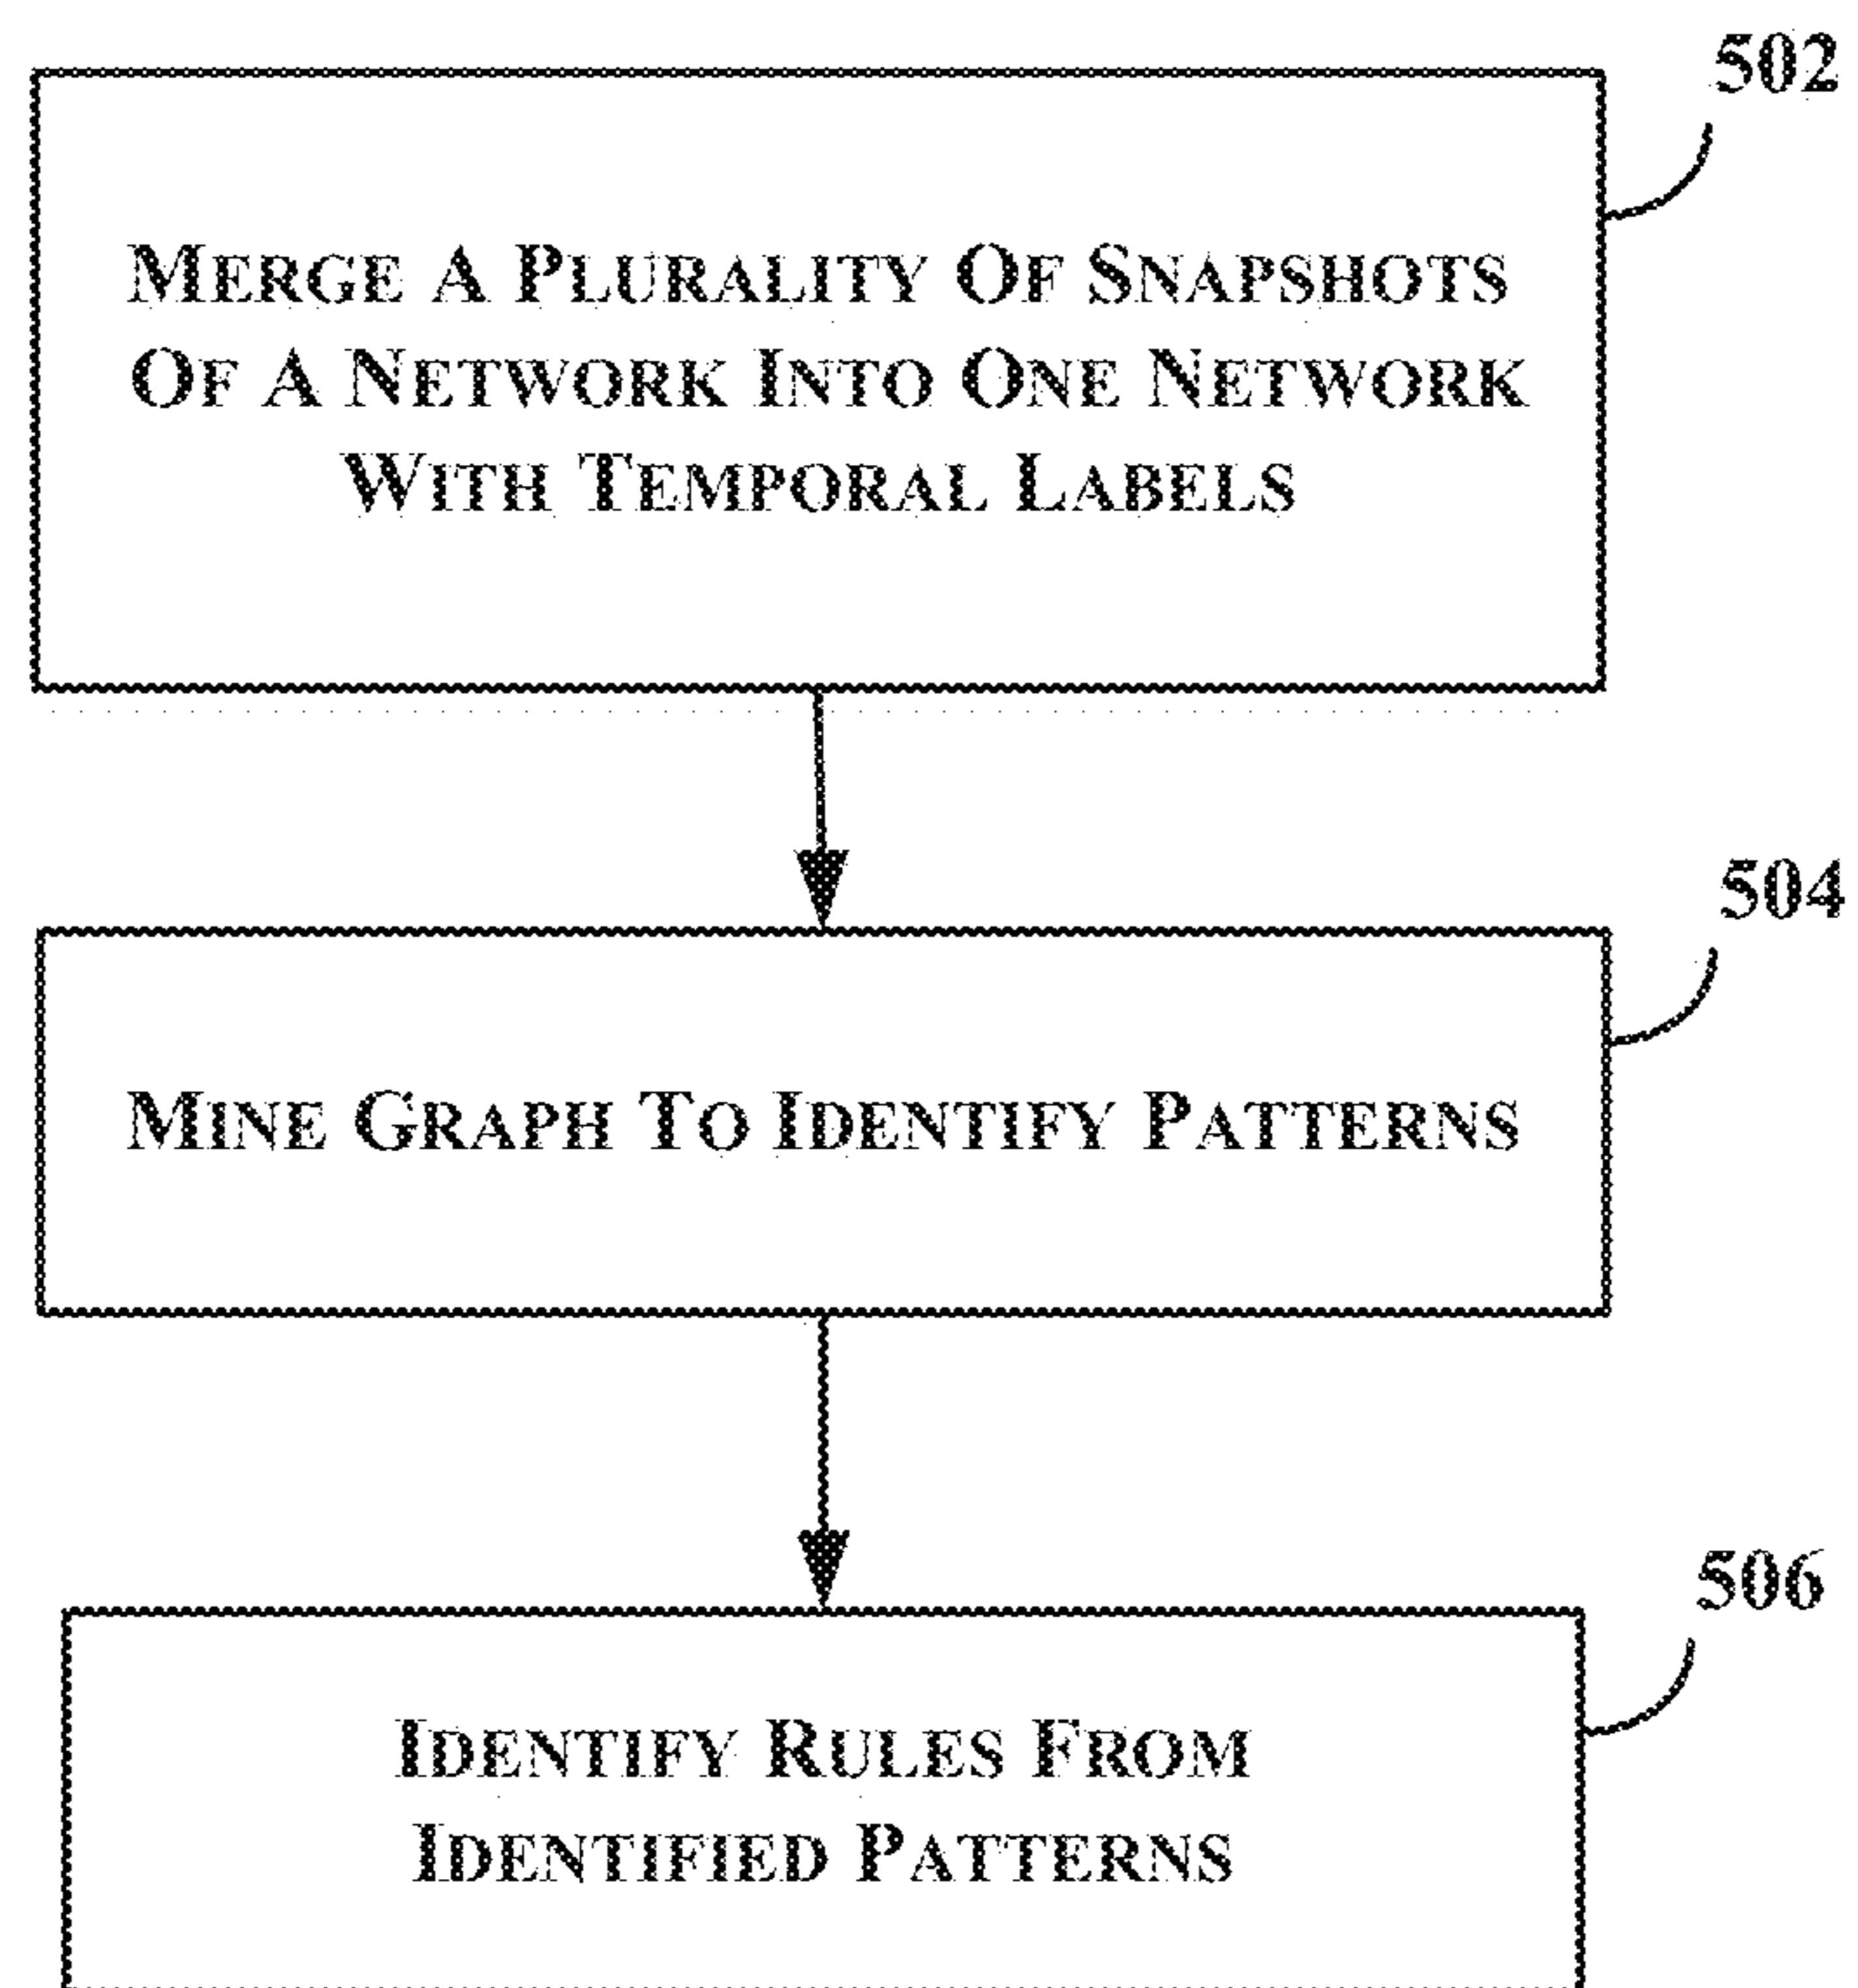 502
MERGE A PLURALITY OF SNAPSHOTS
OF A NETWORK INTO ONE NETWORK
WITH TEMPORAL LABELS
504
MINE GRAPH TO IDENTIFY PATTERNS
506
IDENTIFY RULES FROM
IDENTIFIED PATTERNS